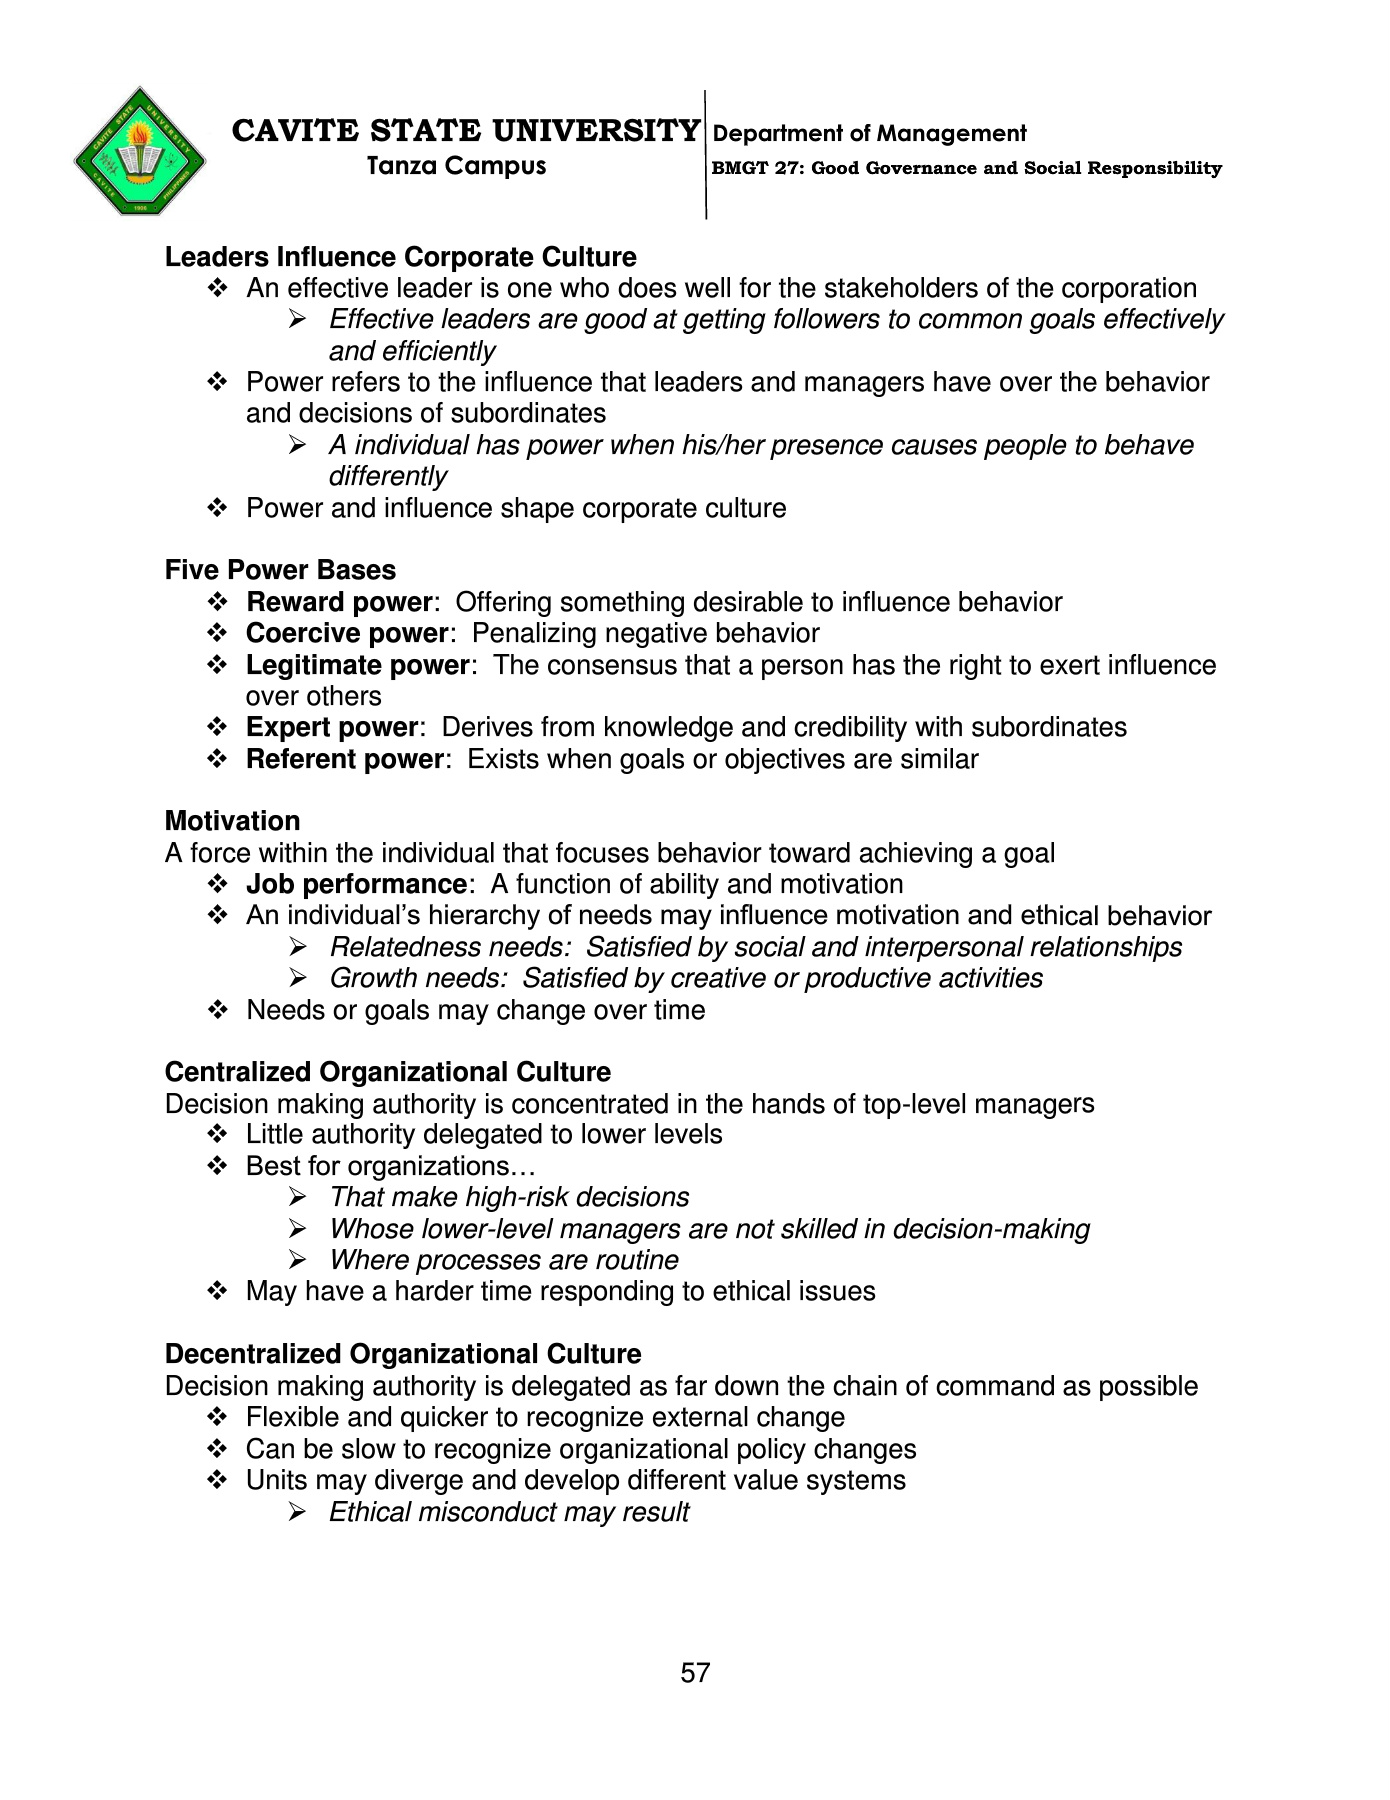 CAVITE STATE UNIVERSITY
Tanza Campus
Department of Management
BMGT 27: Good Governance and Social Responsibility
CAVITE STATE UNIVERSITY
CAVITE
PHILIPPINES
1906
Leaders Influence Corporate Culture
❖ An effective leader is one who does well for the stakeholders of the corporation
➢ Effective leaders are good at getting followers to common goals effectively
and efficiently
❖ Power refers to the influence that leaders and managers have over the behavior
and decisions of subordinates
➢ A individual has power when his/her presence causes people to behave
differently
❖ Power and influence shape corporate culture
Five Power Bases
❖ Reward power: Offering something desirable to influence behavior
❖ Coercive power: Penalizing negative behavior
❖ Legitimate power: The consensus that a person has the right to exert influence
over others
❖ Expert power: Derives from knowledge and credibility with subordinates
❖ Referent power: Exists when goals or objectives are similar
Motivation
A force within the individual that focuses behavior toward achieving a goal
❖ Job performance: A function of ability and motivation
❖ An individual’s hierarchy of needs may influence motivation and ethical behavior
➢ Relatedness needs: Satisfied by social and interpersonal relationships
➢ Growth needs: Satisfied by creative or productive activities
❖ Needs or goals may change over time
Centralized Organizational Culture
Decision making authority is concentrated in the hands of top-level managers
❖ Little authority delegated to lower levels
❖ Best for organizations…
➢ That make high-risk decisions
➢ Whose lower-level managers are not skilled in decision-making
➢ Where processes are routine
❖ May have a harder time responding to ethical issues
Decentralized Organizational Culture
Decision making authority is delegated as far down the chain of command as possible
❖ Flexible and quicker to recognize external change
❖ Can be slow to recognize organizational policy changes
❖ Units may diverge and develop different value systems
➢ Ethical misconduct may result
57